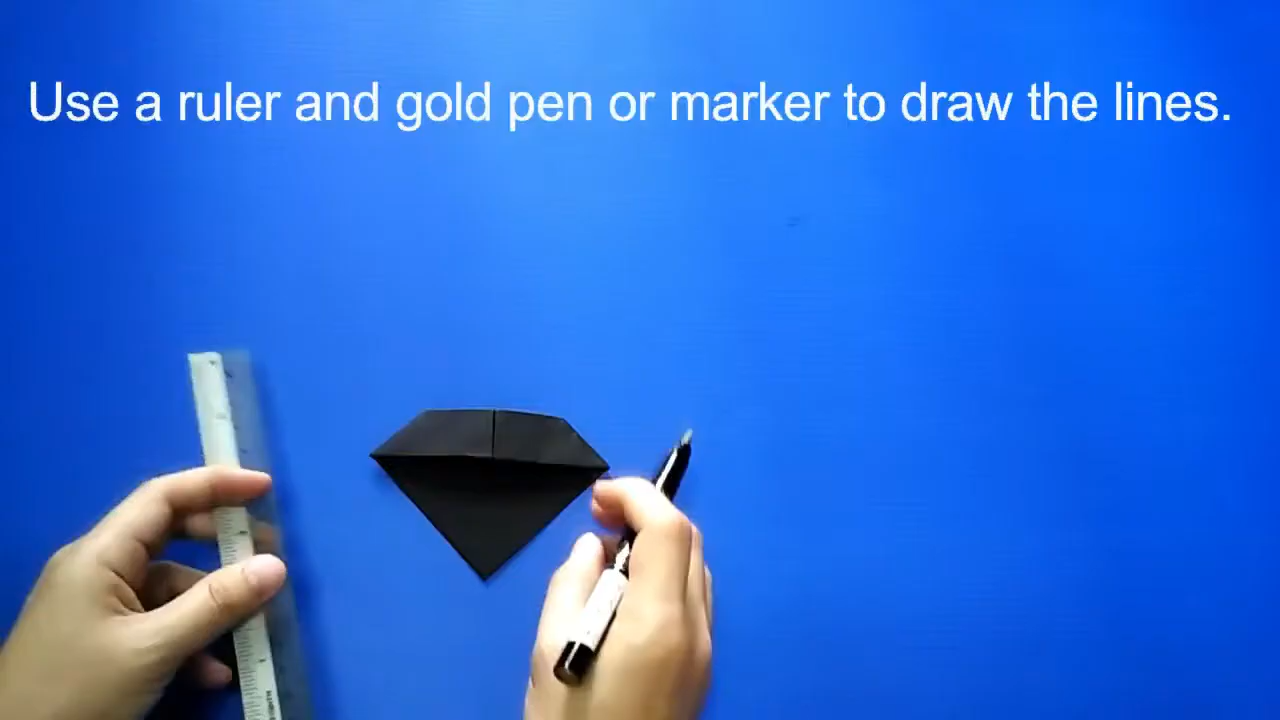 Use a ruler and gold pen or marker to draw the lines.